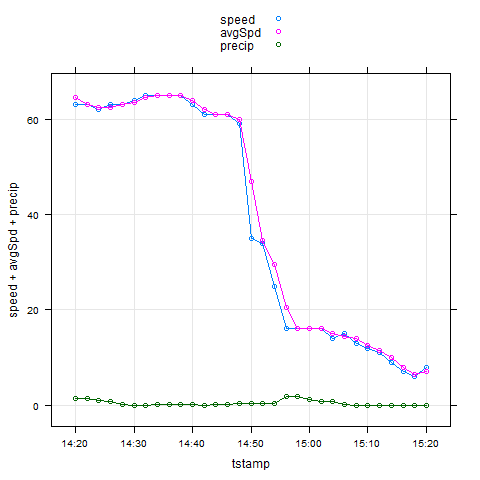 speed
avgSpd
precip
60
40
20
0
speed + avgSpd + precip
14:20 14:30 14:40 14:50 15:00 15:10 15:20
tstamp